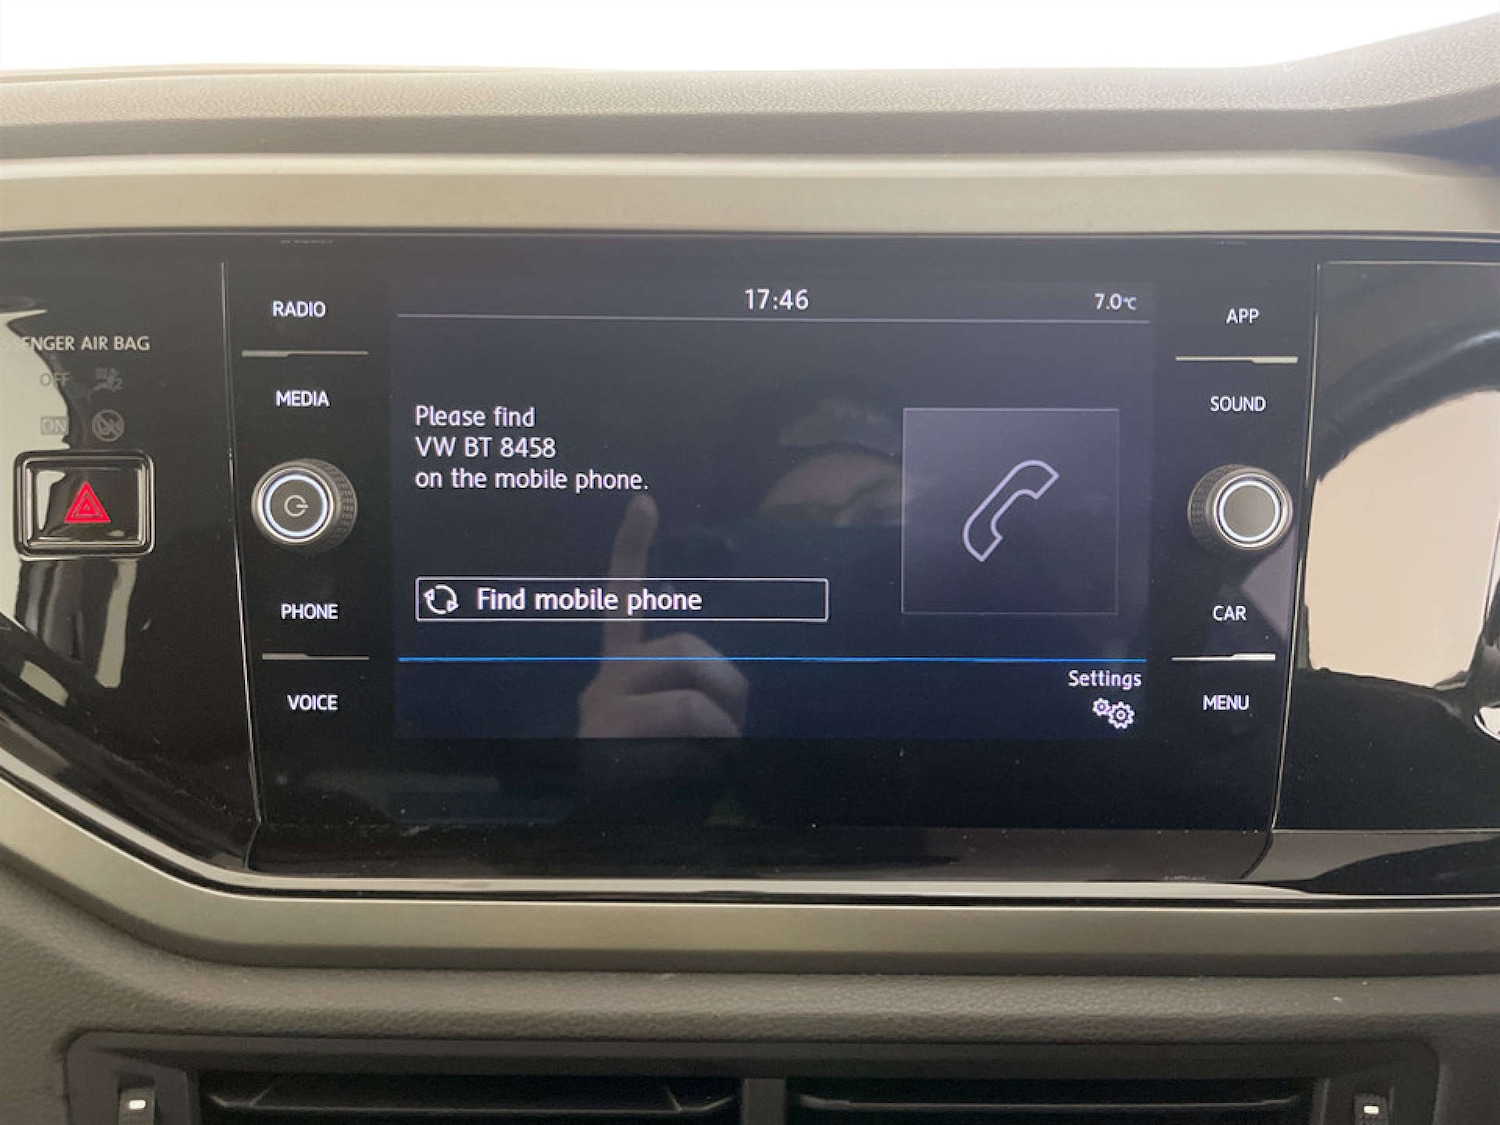 17:46
7.0°C
RADIO
MEDIA
PHONE
VOICE
ENGER AIR BAG
OFF
ON
Please find
VW BT 8458
on the mobile phone.
Find mobile phone
Settings
APP
SOUND
CAR
MENU